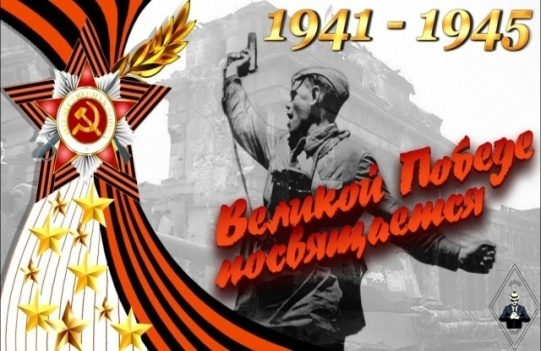 1941 - 1945
Великой Победе
посвящается